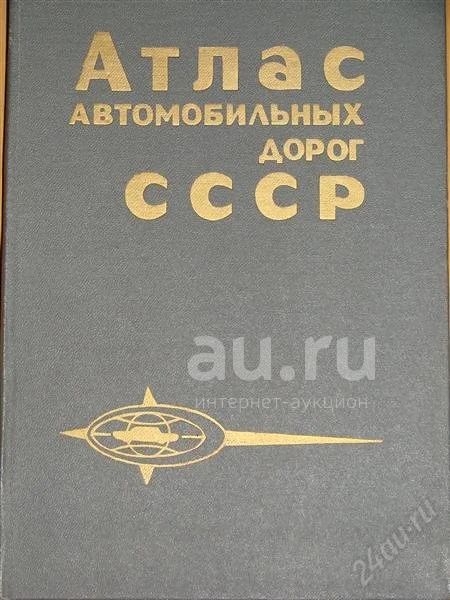 Атлас
АВТОМОБИЛЬНЫХ
ДОРОГ
СССР
au.ru
интернет-аукцион
24au.ru